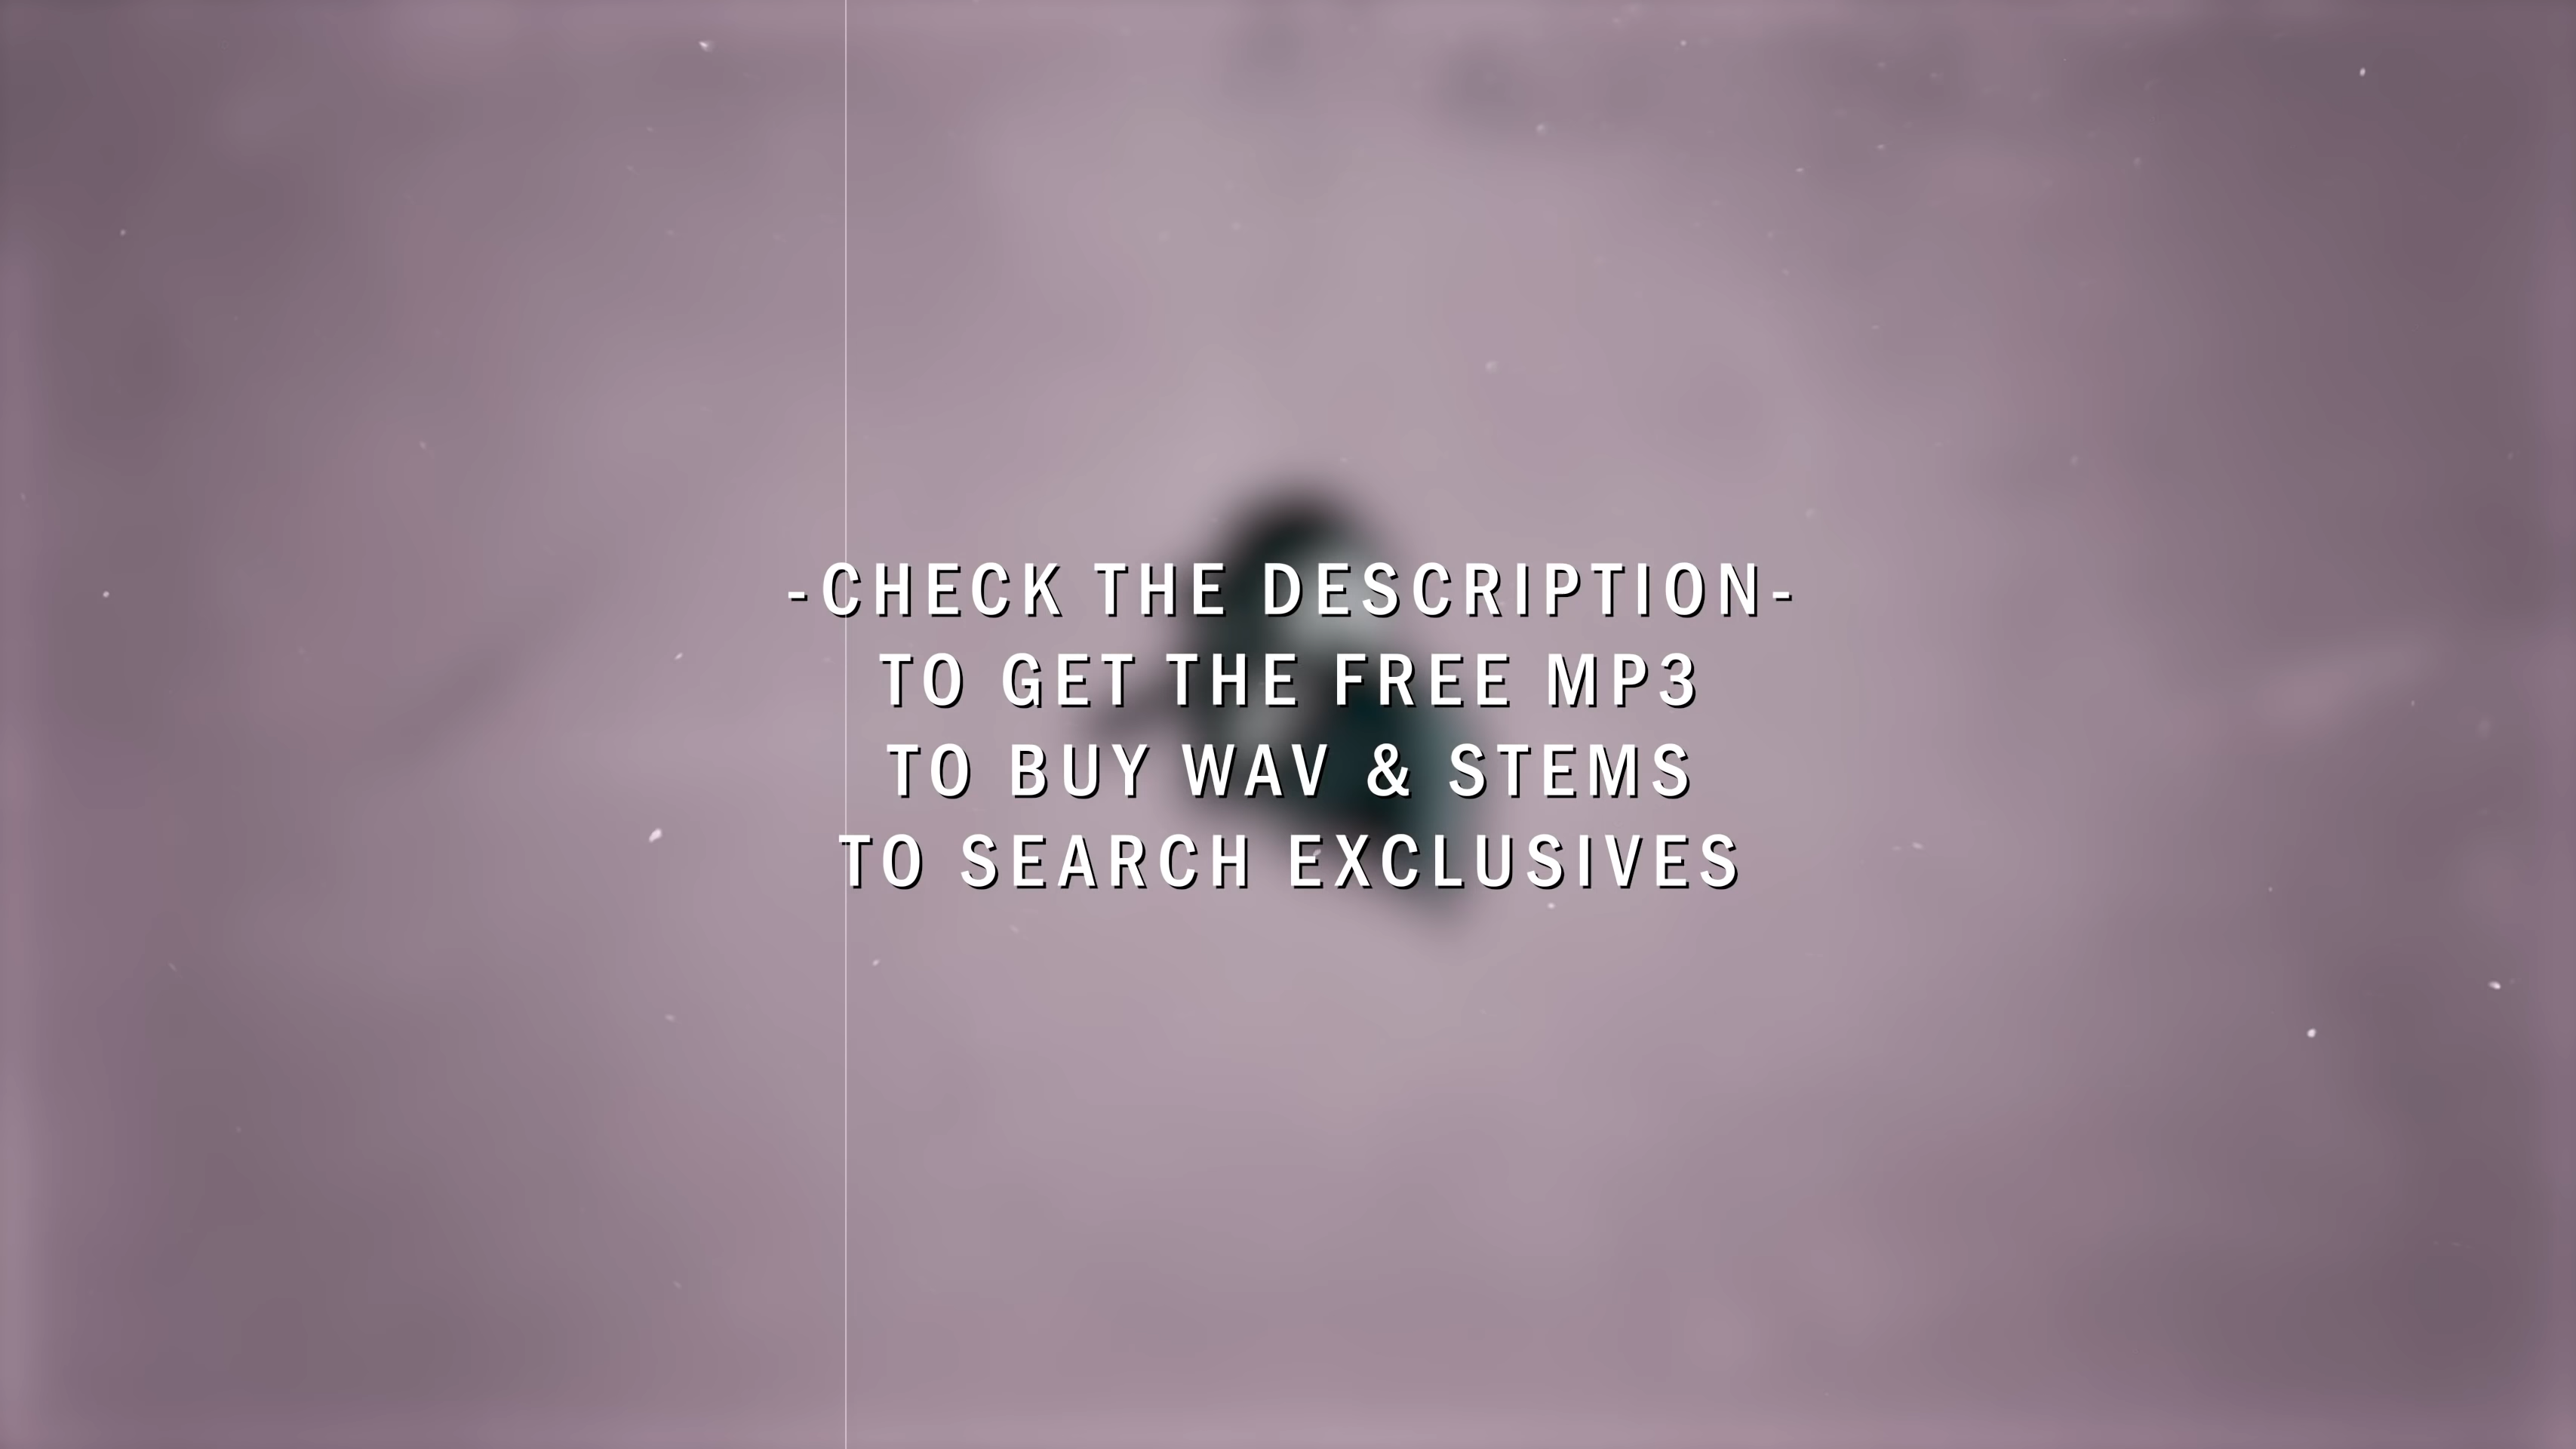 -CHECK THE DESCRIPTION-
TO GET THE FREE MP3
TO BUY WAV & STEMS
TO SEARCH EXCLUSIVES